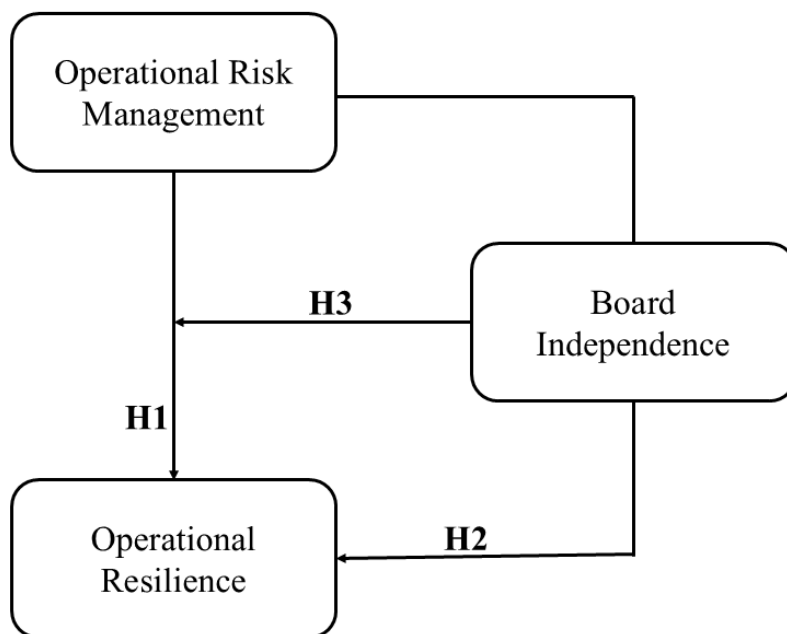 Operational Risk
Management
H3
Board
Independence
H1
Operational
Resilience
H2